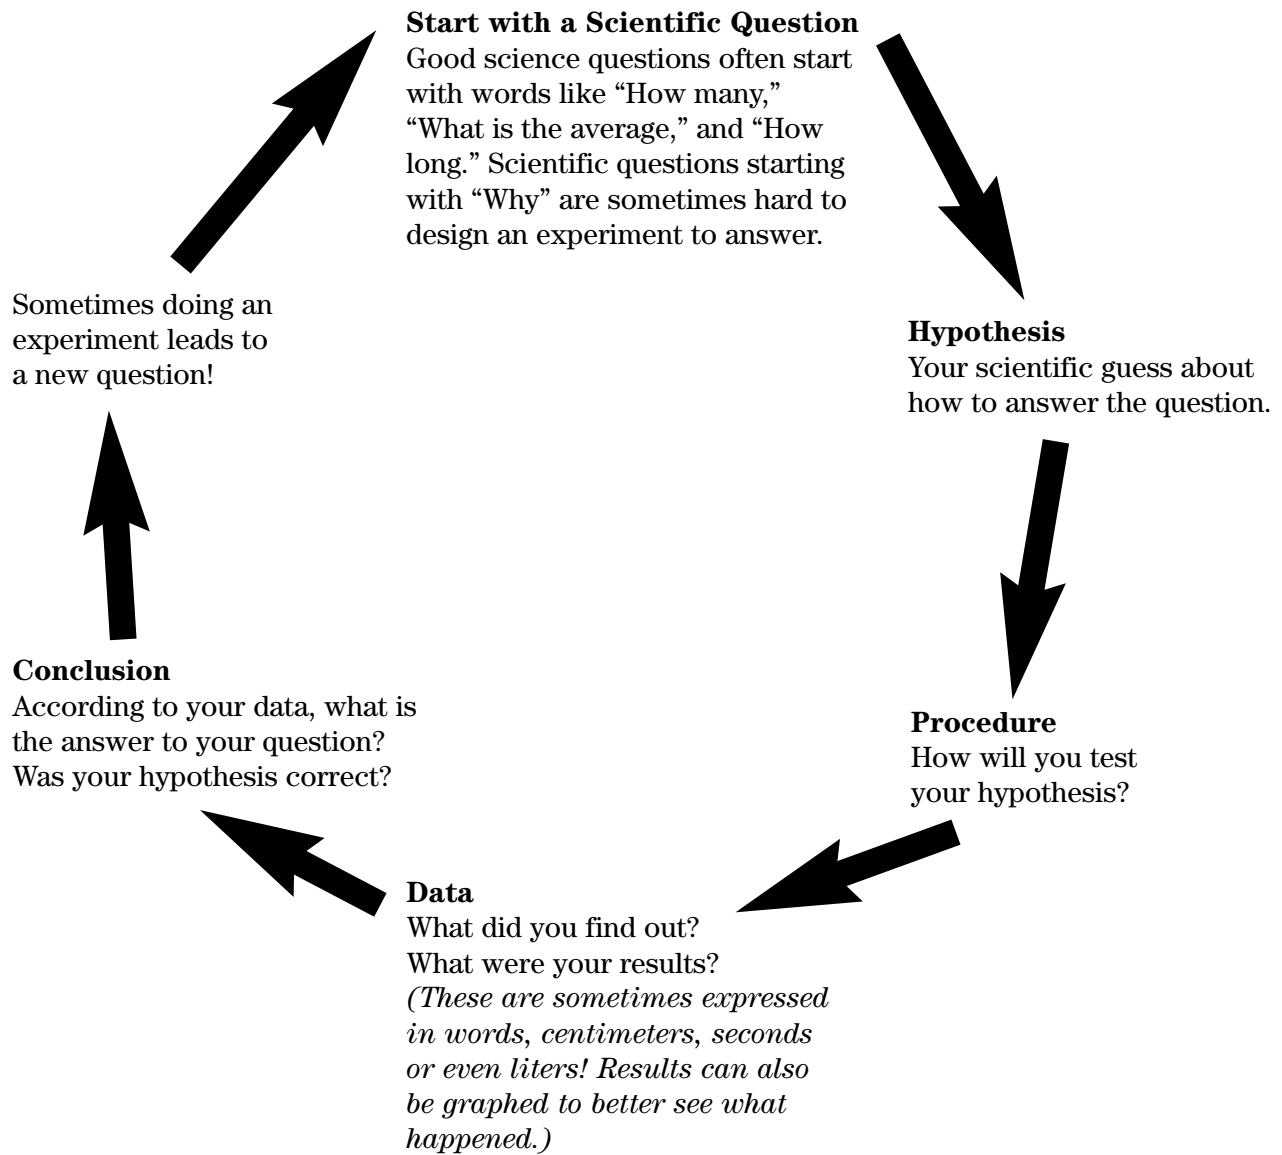 Start with a Scientific Question
Good science questions often start
with words like “How many,”
“What is the average,” and “How
long.” Scientific questions starting
with “Why” are sometimes hard to
design an experiment to answer.
Hypothesis
Your scientific guess about
how to answer the question.
Procedure
How will you test
your hypothesis?
Data
What did you find out?
What were your results?
(These are sometimes expressed
in words, centimeters, seconds
or even liters! Results can also
be graphed to better see what
happened.)
Conclusion
According to your data, what is
the answer to your question?
Was your hypothesis correct?
Sometimes doing an
experiment leads to
a new question!